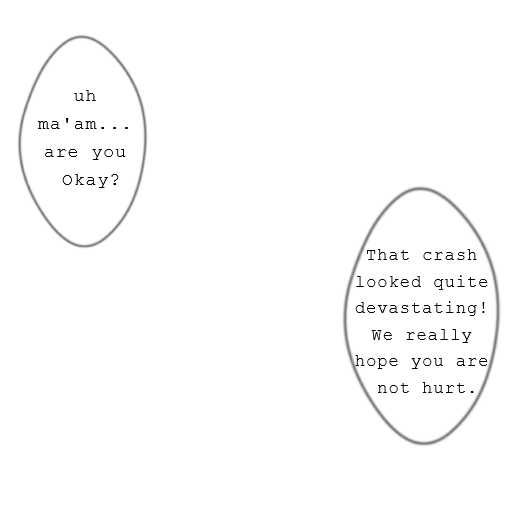 uh
ma'am...
are you
Okay?
That crash
looked quite
devastating!
We really
hope you are
not hurt.